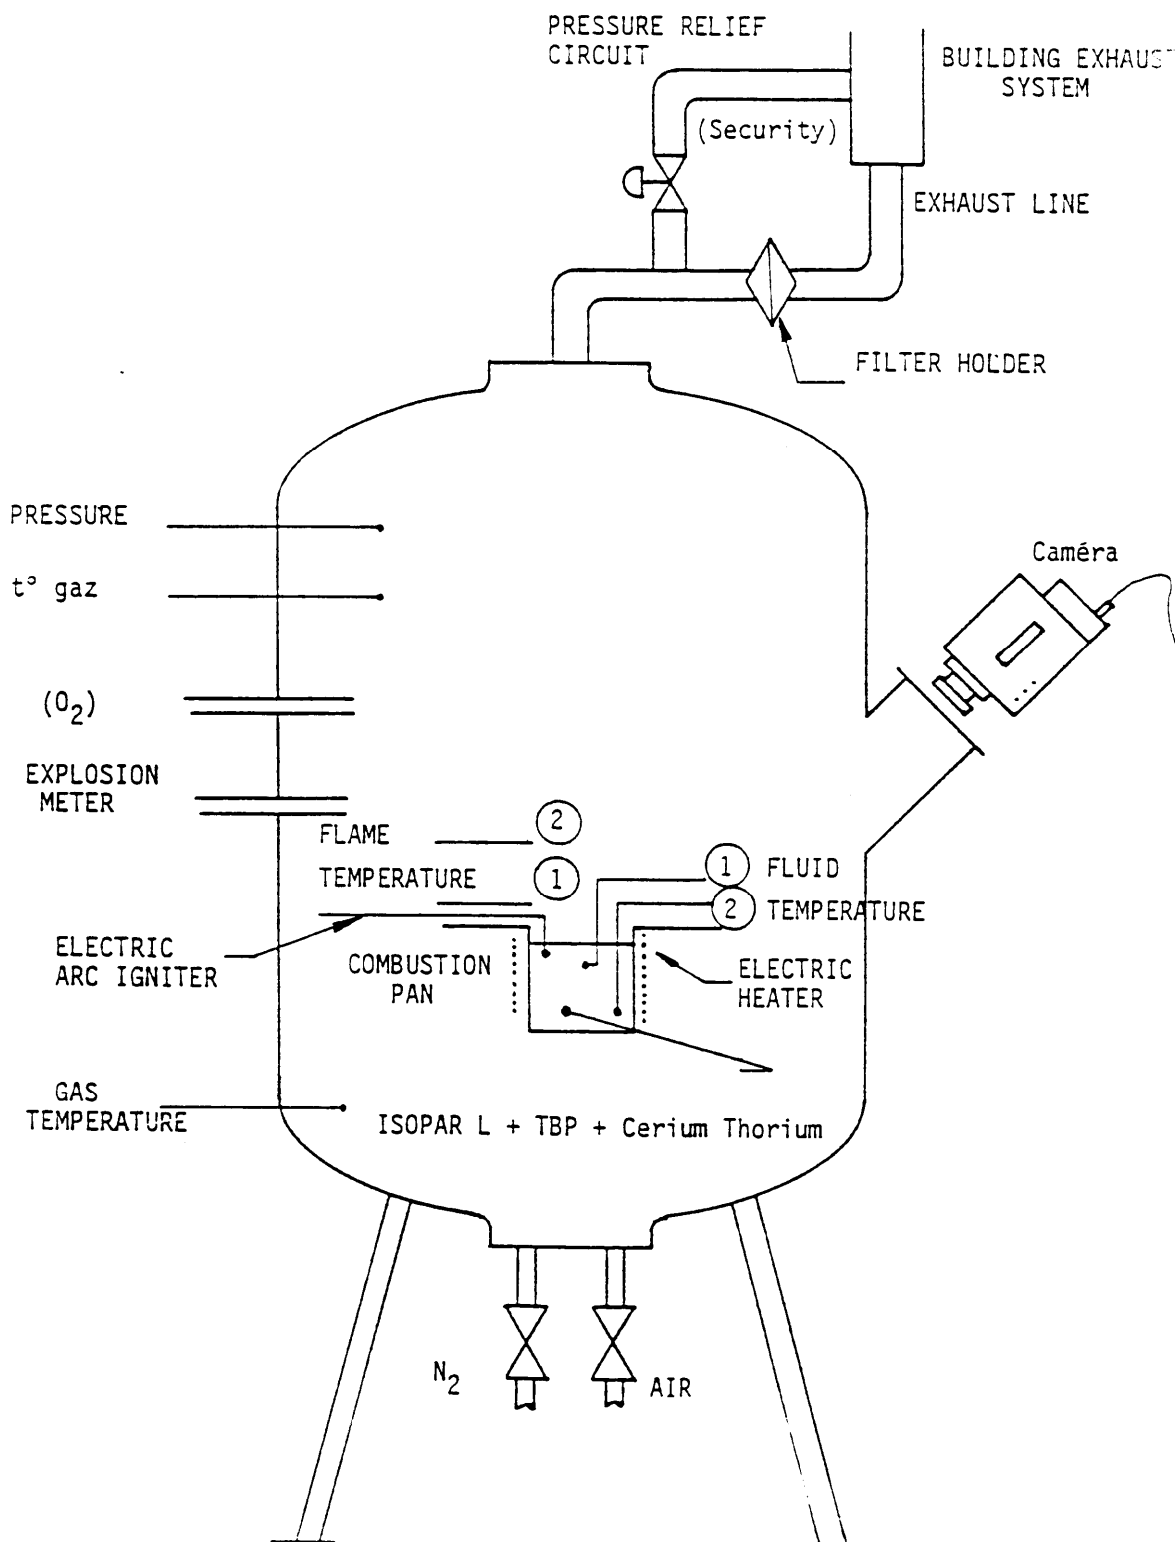 PRESSURE RELIEF
CIRCUIT
BUILDING EXHAUST
SYSTEM
(Security)
EXHAUST LINE
FILTER HOLDER
PRESSURE
t° gaz
(O₂)
EXPLOSION
METER
Caméra
FLAME
TEMPERATURE
2
1
1 FLUID
2 TEMPERATURE
ELECTRIC
ARC IGNITER
COMBUSTION
PAN
ELECTRIC
HEATER
GAS
TEMPERATURE
ISOPAR L + TBP + Cerium Thorium
N₂
AIR